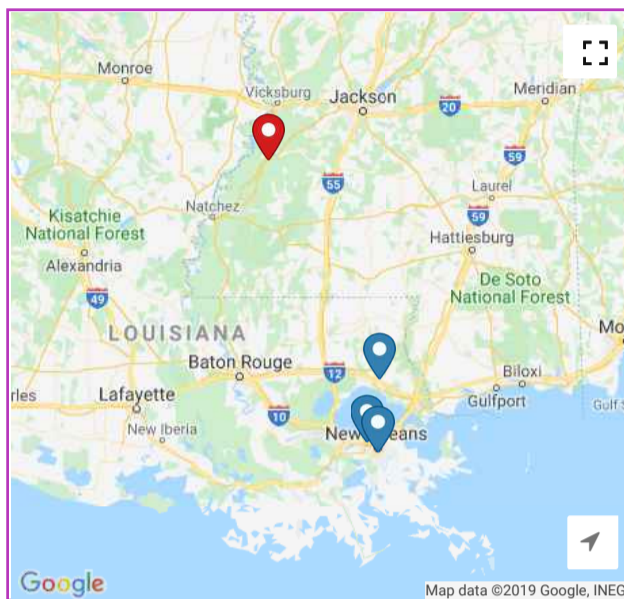 Monroe
Vicksburg
Jackson
Meridian
20
59
55
Laurel
Natchez
59
Kisatchie
National Forest
Hattiesburg
Alexandria
De Soto
National Forest
49
LOUISIANA
Mo
Baton Rouge
12
Biloxi
rles
Lafayette
Gulfport
10
Gulf S
New Iberia
New
leans
Google
Map data ©2019 Google, INEG